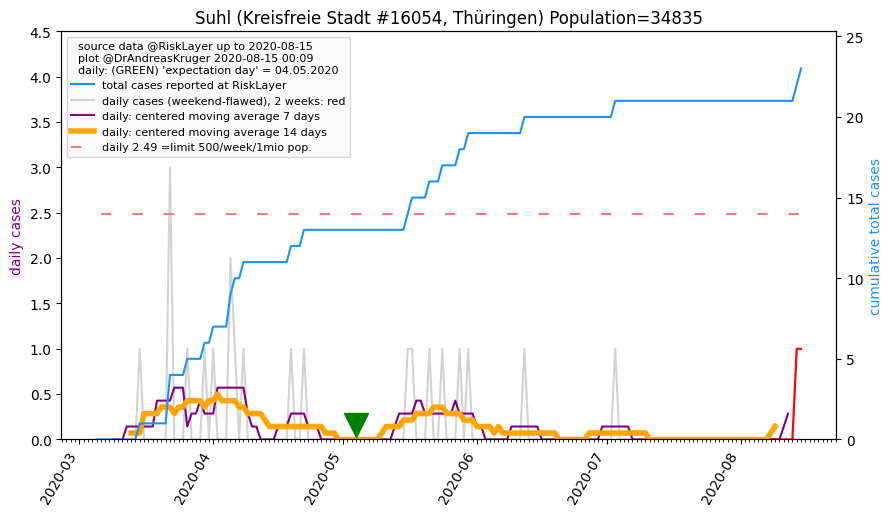 Suhl (Kreisfreie Stadt #16054, Thüringen) Population=34835
source data @RiskLayer up to 2020-08-15
plot @DrAndreasKruger 2020-08-15 00:09
daily: (GREEN) 'expectation day' = 04.05.2020
total cases reported at RiskLayer
daily cases (weekend-flawed), 2 weeks: red
daily: centered moving average 7 days
daily: centered moving average 14 days
daily 2.49 =limit 500/week/1mio pop.
daily cases
4.5
4.0
3.5
3.0
2.5
2.0
1.5
1.0
0.5
0.0
25
20
15
10
5
0
cumulative total cases
2020-03
2020-04
2020-05
2020-06
2020-07
2020-08